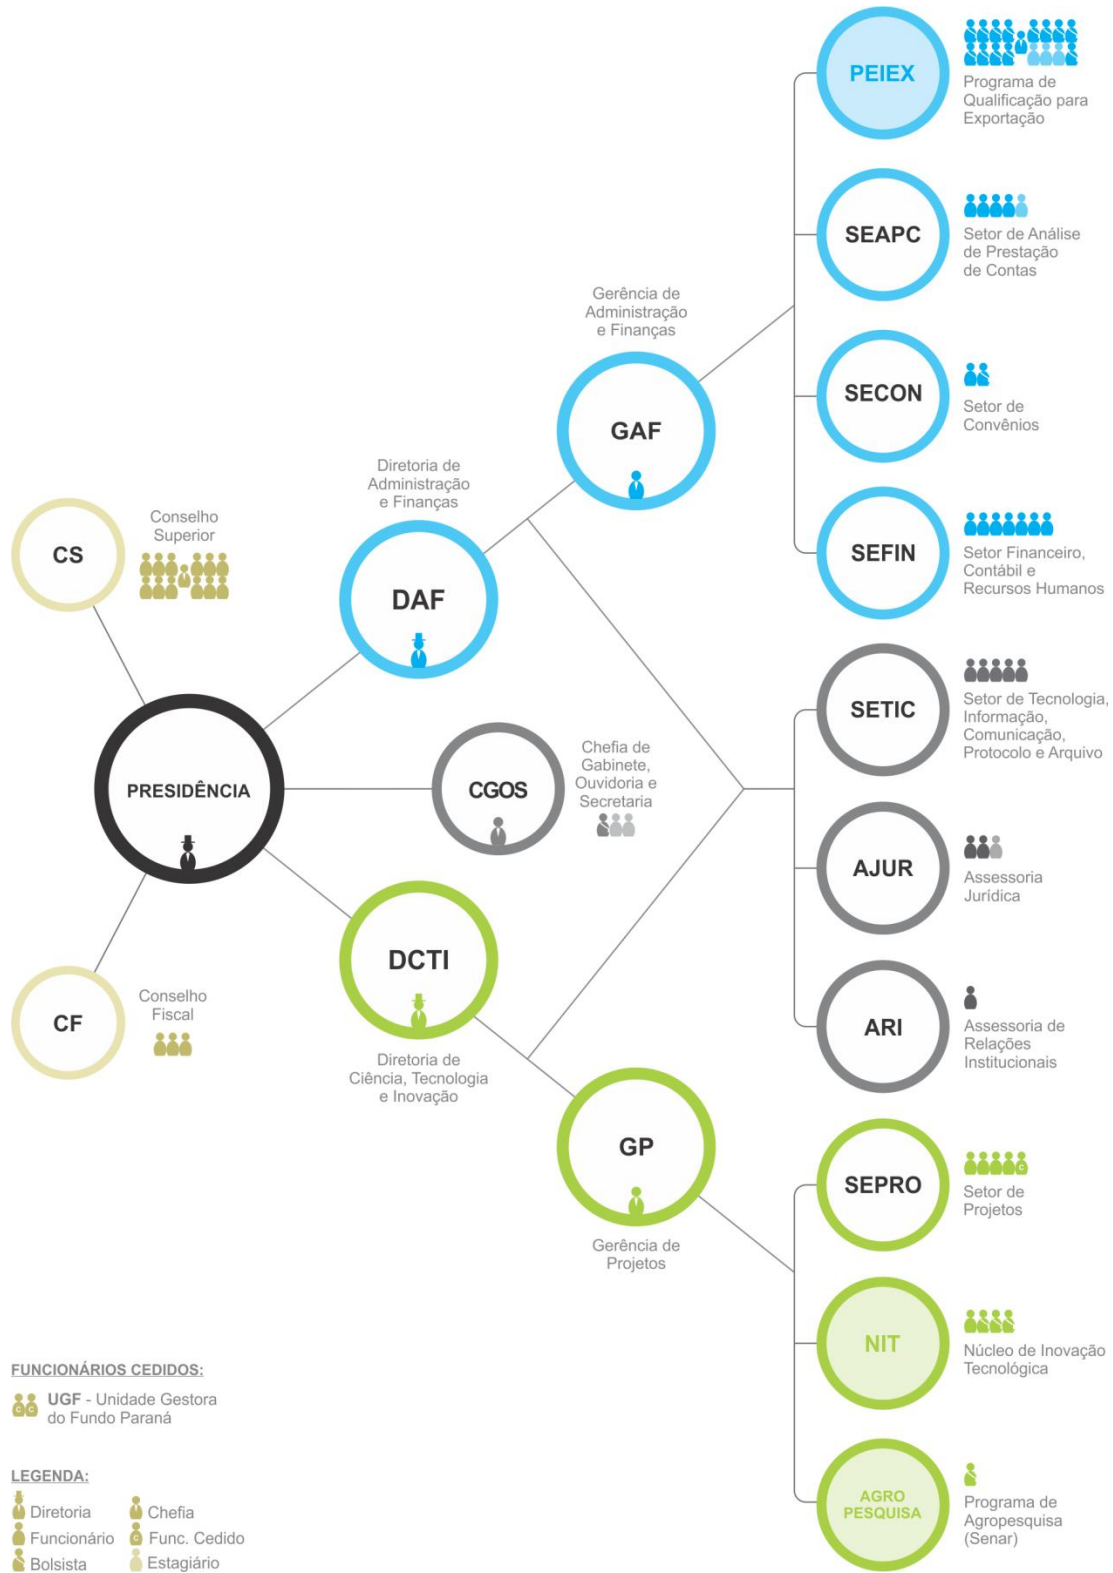 PEIEX
Programa de
Qualificação para
Exportação
SEAPC
Setor de Análise
de Prestação
de Contas
Gerência de
Administração
e Finanças
GAF
SECON
Setor de
Convênios
Diretoria de
Administração
e Finanças
DAF
SEFIN
Setor Financeiro,
Contábil e
Recursos Humanos
CS
Conselho
Superior
SETIC
Setor de Tecnologia,
Informação,
Comunicação,
Protocolo e Arquivo
PRESIDÊNCIA
CGOS
Chefia de
Gabinete,
Ouvidoria e
Secretaria
AJUR
Assessoria
Jurídica
DCTI
Diretoria de
Ciência, Tecnologia
e Inovação
CF
Conselho
Fiscal
ARI
Assessoria de
Relações
Institucionais
GP
Gerência de
Projetos
SEPRO
C
Setor de
Projetos
NIT
Núcleo de Inovação
Tecnológica
AGRO
PESQUISA
Programa de
Agropesquisa
(Senar)
FUNCIONÁRIOS CEDIDOS:
C C UGF - Unidade Gestora
do Fundo Paraná
LEGENDA:
Diretoria
Chefia
Funcionário
C Func. Cedido
Bolsista
Estagiário